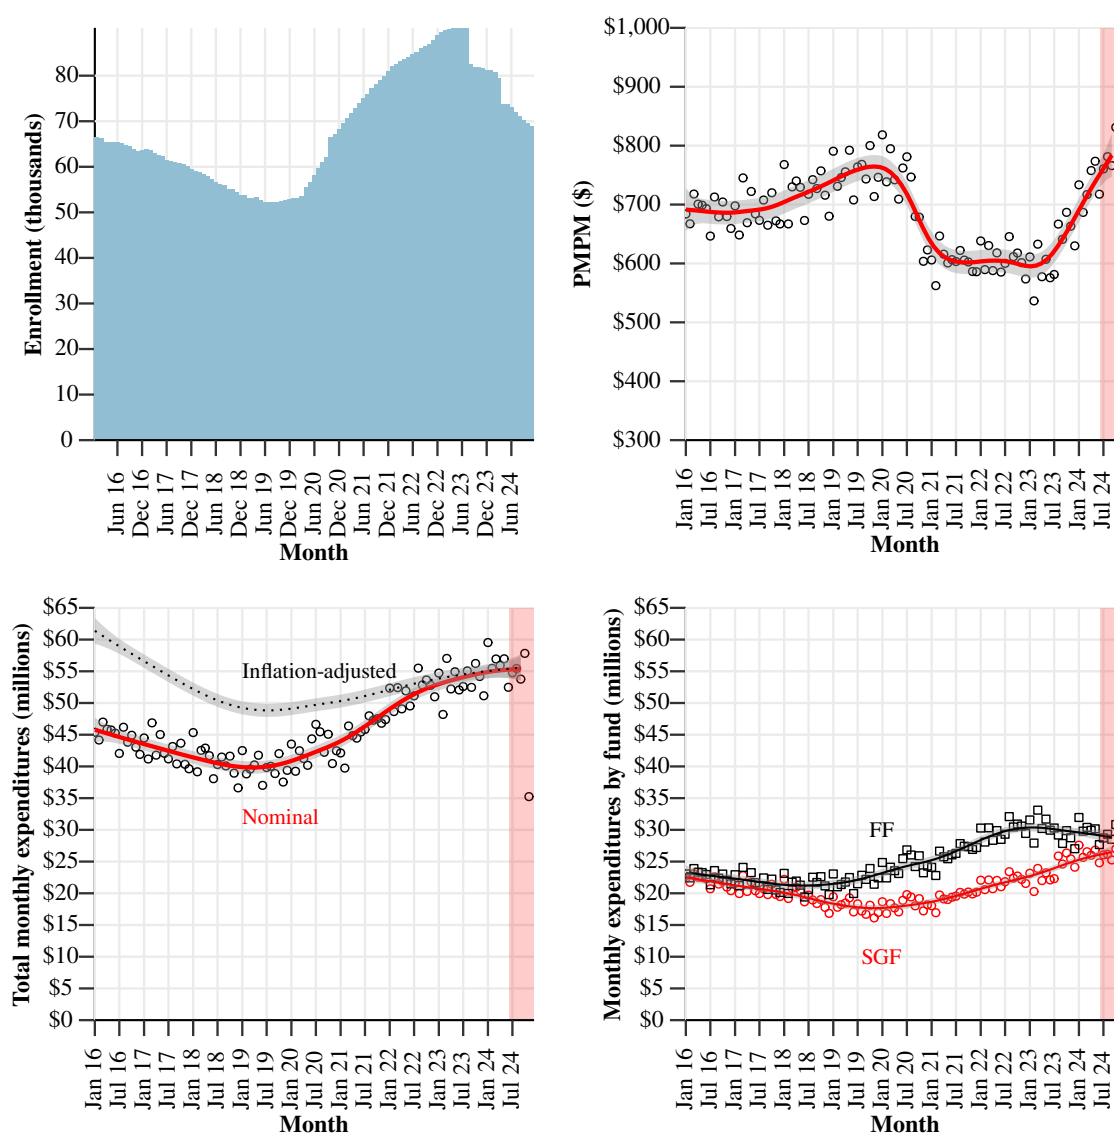 Enrollment (thousands)
80
70
60
50
40
30
20
10
0
Jun 16
Dec 16
Jun 17
Dec 17
Jun 18
Dec 18
Jun 19
Dec 19
Jun 20
Dec 20
Jun 21
Dec 21
Jun 22
Dec 22
Jun 23
Dec 23
Jun 24
Month
PMPM ($)
$1,000
$900
$800
$700
$600
$500
$400
$300
Jan 16
Jul 16
Jan 17
Jul 17
Jan 18
Jul 18
Jan 19
Jul 19
Jan 20
Jul 20
Jan 21
Jul 21
Jan 22
Jul 22
Jan 23
Jul 23
Jan 24
Jul 24
Month
Total monthly expenditures (millions)
$65
$60
$55
$50
$45
$40
$35
$30
$25
$20
$15
$10
$5
$0
Inflation-adjusted
Nominal
Jan 16
Jul 16
Jan 17
Jul 17
Jan 18
Jul 18
Jan 19
Jul 19
Jan 20
Jul 20
Jan 21
Jul 21
Jan 22
Jul 22
Jan 23
Jul 23
Jan 24
Jul 24
Month
Monthly expenditures by fund (millions)
$65
$60
$55
$50
$45
$40
$35
$30
$25
$20
$15
$10
$5
$0
FF
SGF
Jan 16
Jul 16
Jan 17
Jul 17
Jan 18
Jul 18
Jan 19
Jul 19
Jan 20
Jul 20
Jan 21
Jul 21
Jan 22
Jul 22
Jan 23
Jul 23
Jan 24
Jul 24
Month